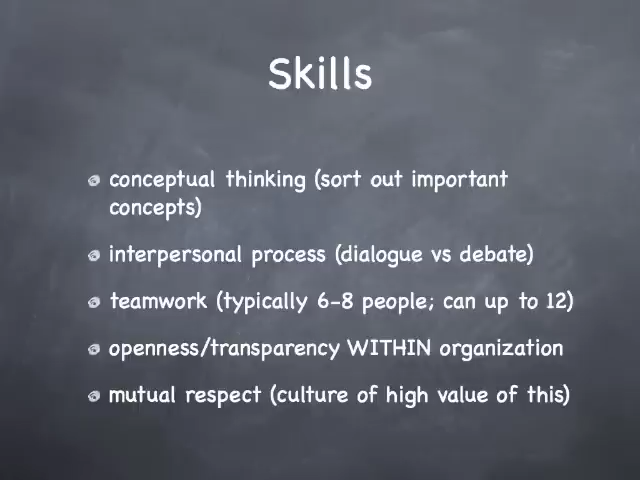 Skills
conceptual thinking (sort out important
concepts)
interpersonal process (dialogue vs debate)
teamwork (typically 6-8 people; can up to 12)
openness/transparency WITHIN organization
mutual respect (culture of high value of this)